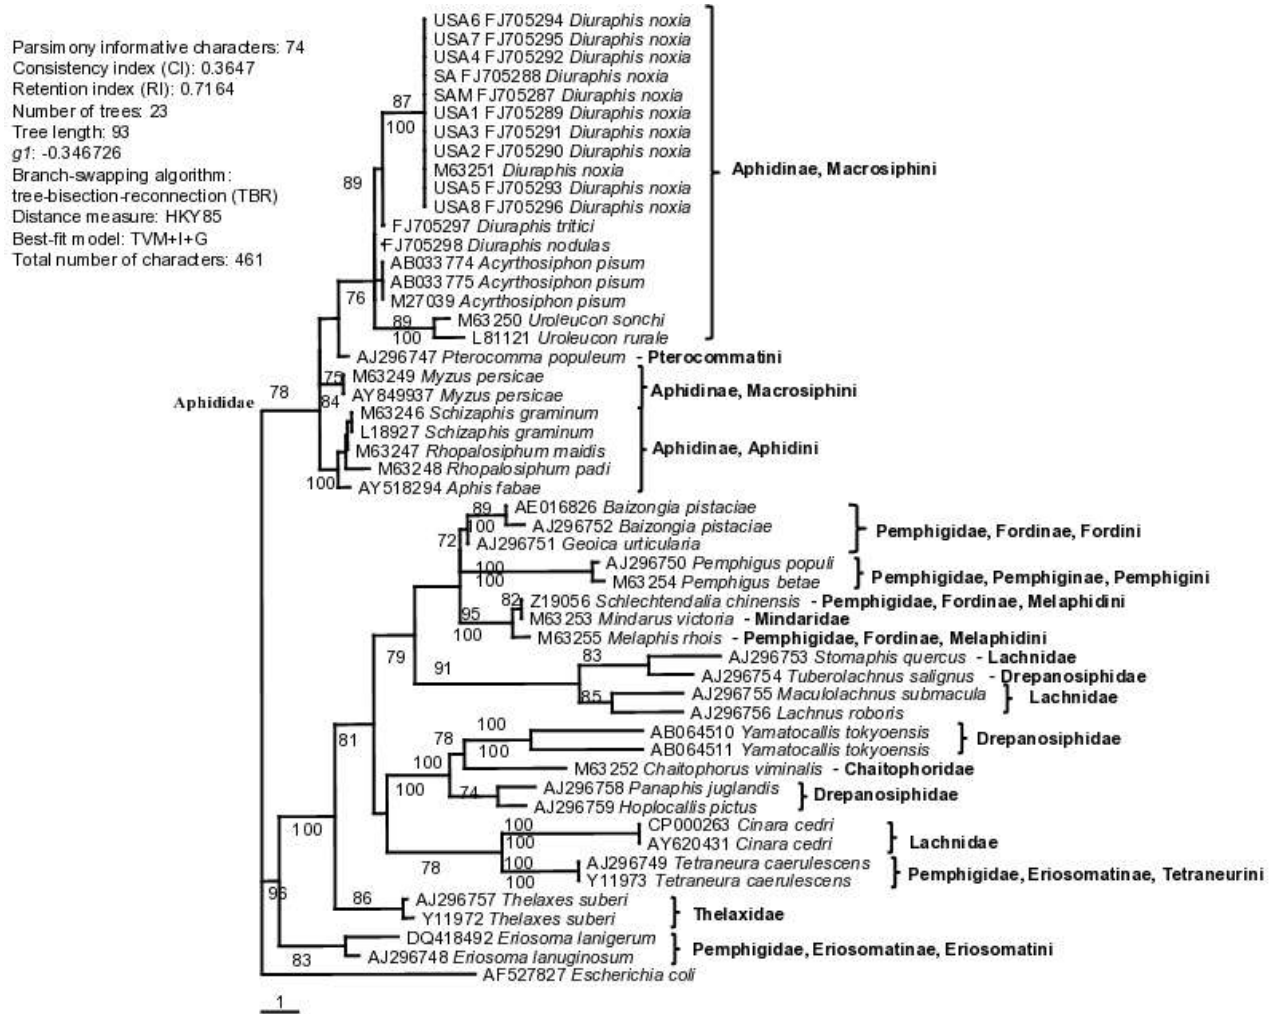 Parsimony informative characters: 74
Consistency index (CI): 0.3647
Retention index (RI): 0.7164
Number of trees: 23
Tree length: 93
g1: -0.346726
Branch-swapping algorithm:
tree-bisection-reconnection (TBR)
Distance measure: HKY85
Best-fit model: TVM+I+G
Total number of characters: 461
USA6 FJ705294 Diuraphis noxia
USA7 FJ705295 Diuraphis noxia
USA4 FJ705292 Diuraphis noxia
SA FJ705288 Diuraphis noxia
SAM FJ705287 Diuraphis noxia
87
USA1 FJ705289 Diuraphis noxia
100
USA3 FJ705291 Diuraphis noxia
USA2 FJ705290 Diuraphis noxia
M63251 Diuraphis noxia
Aphidinae, Macrosiphini
89
USA5 FJ705293 Diuraphis noxia
USA8 FJ705296 Diuraphis noxia
FJ705297 Diuraphis tritici
FJ705298 Diuraphis nodulas
AB033774 Acyrthosiphon pisum
AB033775 Acyrthosiphon pisum
76
M27039 Acyrthosiphon pisum
89
M63250 Uroleucon sonchi
100
L81121 Uroleucon rurale
AJ296747 Pterocomma populeum - Pterocommatini
75
M63249 Myzus persicae
78
Aphididae
84
AY849937 Myzus persicae
Aphidinae, Macrosiphini
M63246 Schizaphis graminum
L18927 Schizaphis graminum
M63247 Rhopalosiphum maidis
Aphidinae, Aphidini
M63248 Rhopalosiphum padi
100
AY518294 Aphis fabae
89
AE016826 Baizongia pistaciae
100
AJ296752 Baizongia pistaciae
Pemphigidae, Fordinae, Fordini
72
AJ296751 Geoica urticularia
100
AJ296750 Pemphigus populi
100
M63254 Pemphigus betae
Pemphigidae, Pemphiginae, Pemphigini
82
Z19056 Schlechtendalia chinensis - Pemphigidae, Fordinae, Melaphidini
95
M63253 Mindarus victoria - Mindaridae
100
M63255 Melaphis rhois - Pemphigidae, Fordinae, Melaphidini
79
83
AJ296753 Stomaphis quercus - Lachnidae
91
AJ296754 Tuberolachnus salignus - Drepanosiphidae
85
AJ296755 Maculolachnus submacula
Lachnidae
AJ296756 Lachnus roboris
100
AB064510 Yamatocallis tokyoensis
81
78
100
AB064511 Yamatocallis tokyoensis
Drepanosiphidae
100
M63252 Chaitophorus viminalis - Chaitophoridae
100
74
AJ296758 Panaphis juglandis
Drepanosiphidae
AJ296759 Hoplocallis pictus
100
100
CP000263 Cinara cedri
100
AY620431 Cinara cedri
Lachnidae
78
100
AJ296749 Tetraneura caerulescens
100
Y11973 Tetraneura caerulescens
Pemphigidae, Eriosomatinae, Tetraneurini
96
86
AJ296757 Thelaxes suberi
Y11972 Thelaxes suberi
Thelaxidae
DQ418492 Eriosoma lanigerum
83
AJ296748 Eriosoma lanuginosum
Pemphigidae, Eriosomatinae, Eriosomatini
AF527827 Escherichia coli
1